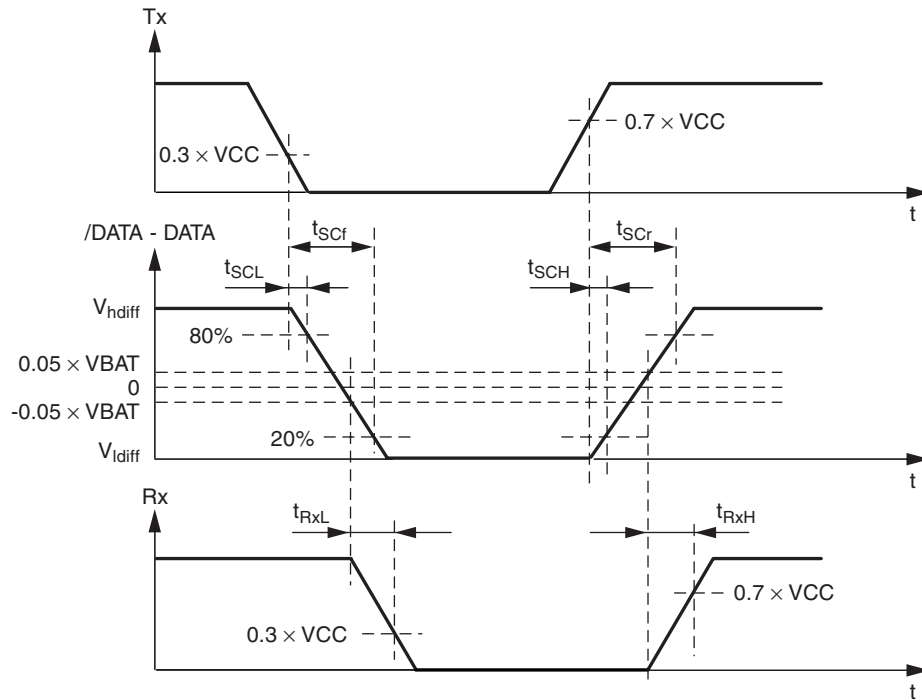 Tx
0.3 × VCC
0.7 × VCC
t
/DATA - DATA
tSCf
tSCr
tSCL
tSCH
Vhdiff
80%
0.05 × VBAT
0
-0.05 × VBAT
20%
Vldiff
t
Rx
tRxL
tRxH
0.7 × VCC
0.3 × VCC
t